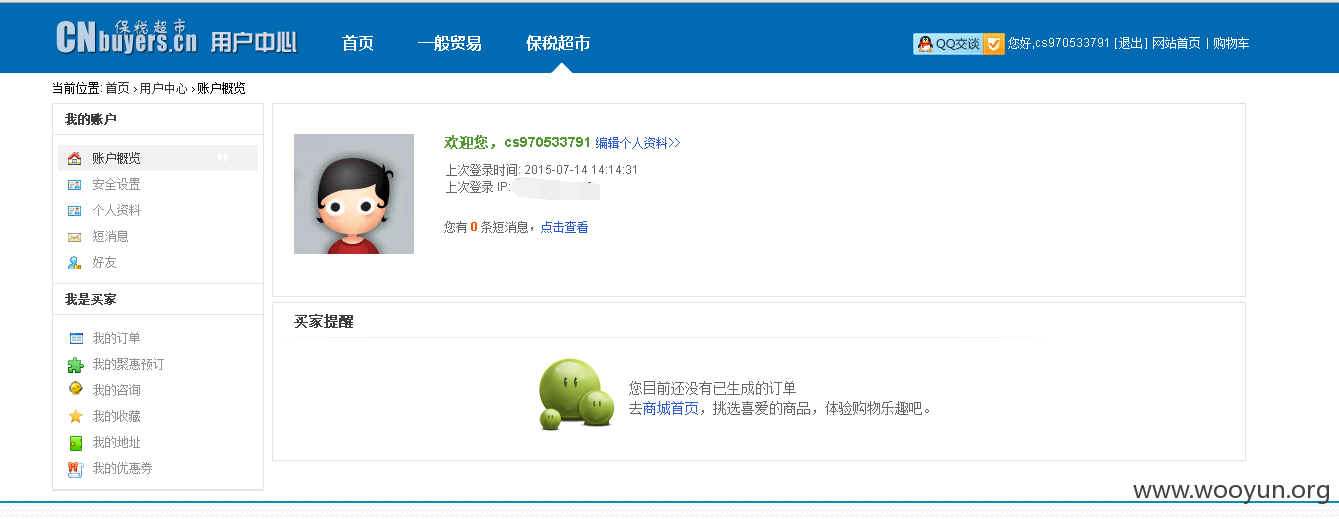 CNbuyers.cn 保税超市 用户中心 首页 一般贸易 保税超市 QQ交谈 您好,cs970533791 [退出] 网站首页 | 购物车
当前位置: 首页 › 用户中心 › 账户概览
我的账户
账户概览
安全设置
个人资料
短消息
好友
我是买家
我的订单
我的聚惠预订
我的咨询
我的收藏
我的地址
我的优惠券
欢迎您，cs970533791 编辑个人资料>>
上次登录时间: 2015-07-14 14:14:31
上次登录 IP:
您有 0 条短消息，点击查看
买家提醒
您目前还没有已生成的订单
去商城首页，挑选喜爱的商品，体验购物乐趣吧。
www.wooyun.org